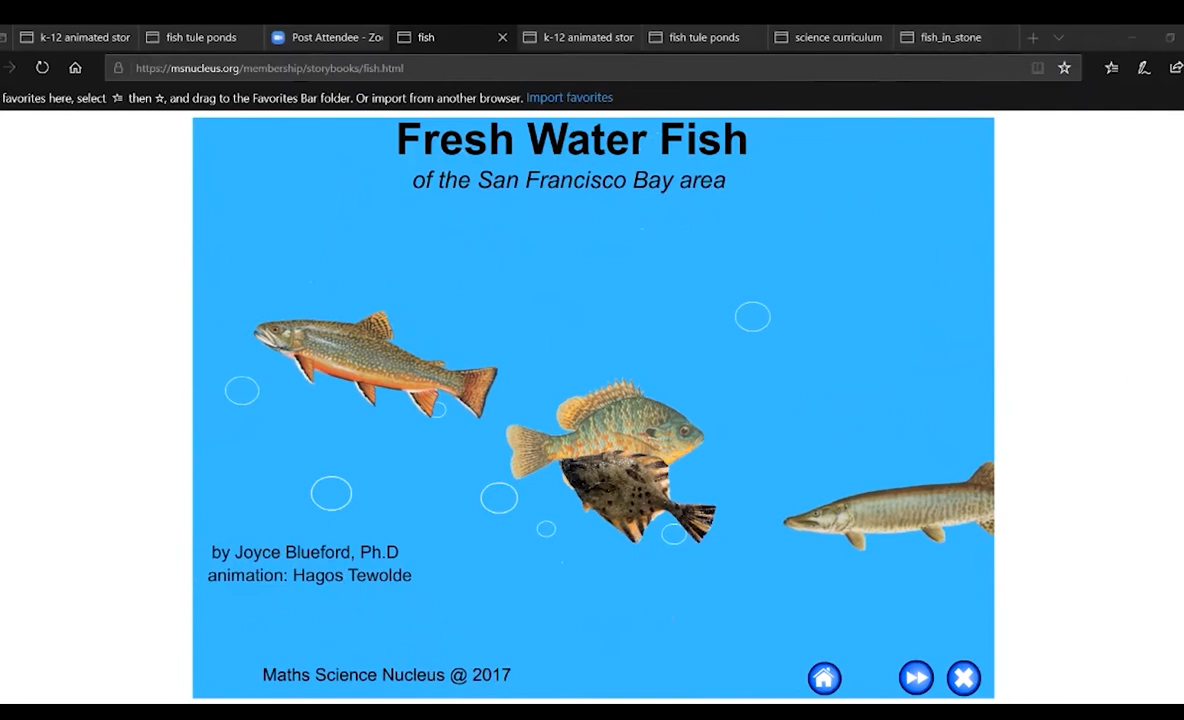 k-12 animated stor
fish tule ponds
Post Attendee - Zo
fish
k-12 animated stor
fish tule ponds
science curriculum
fish_in_stone
https://msnucleus.org/membership/storybooks/fish.html
favorites here, select then ☆, and drag to the Favorites Bar folder. Or import from another browser. Import favorites
Fresh Water Fish
of the San Francisco Bay area
by Joyce Blueford, Ph.D
animation: Hagos Tewolde
Maths Science Nucleus @ 2017